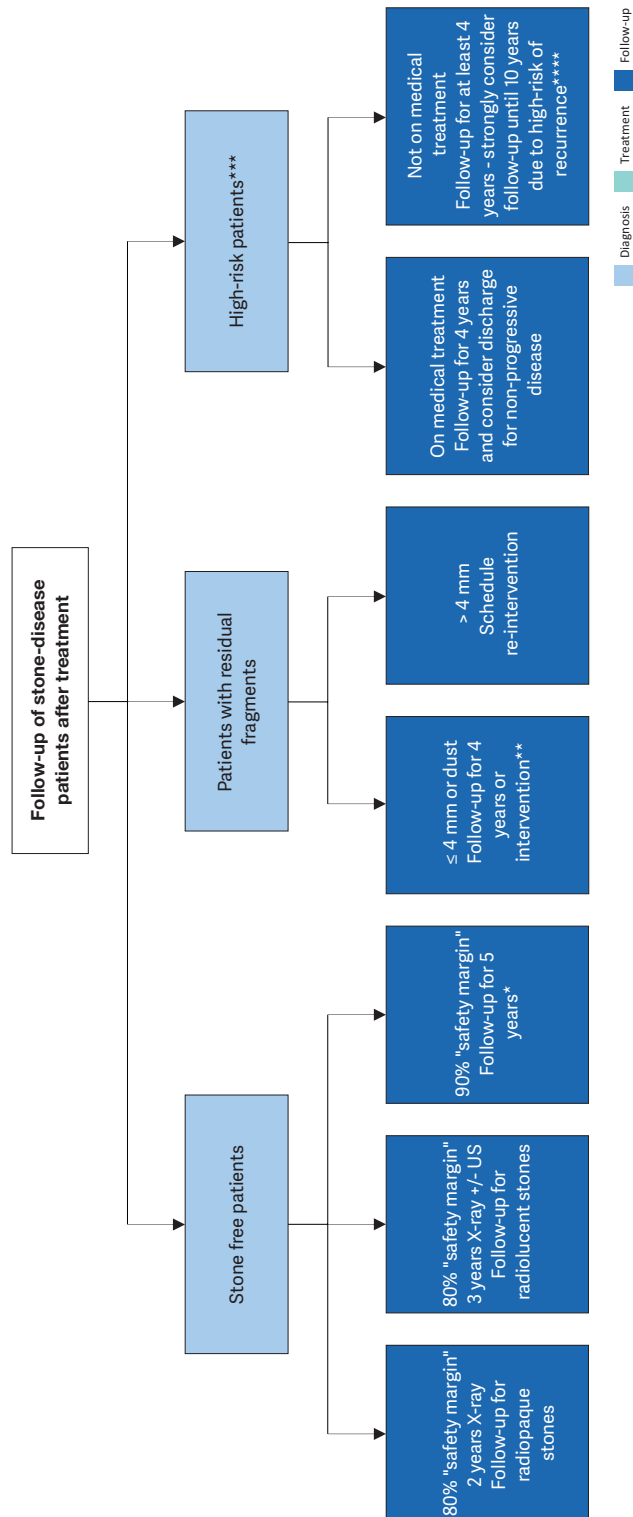 Follow-up of stone-disease
patients after treatment
Stone free patients
Patients with residual
fragments
High-risk patients***
80% "safety margin"
2 years X-ray
Follow-up for
radiopaque
stones
80% "safety margin"
3 years X-ray +/- US
Follow-up for
radiolucent stones
90% "safety margin"
Follow-up for 5
years*
≤ 4 mm or dust
Follow-up for 4
years or
intervention**
> 4 mm
Schedule
re-intervention
On medical treatment
Follow-up for 4 years
and consider discharge
for non-progressive
disease
Not on medical
treatment
Follow-up for at least 4
years - strongly consider
follow-up until 10 years
due to high-risk of
recurrence****
Diagnosis
Treatment
Follow-up